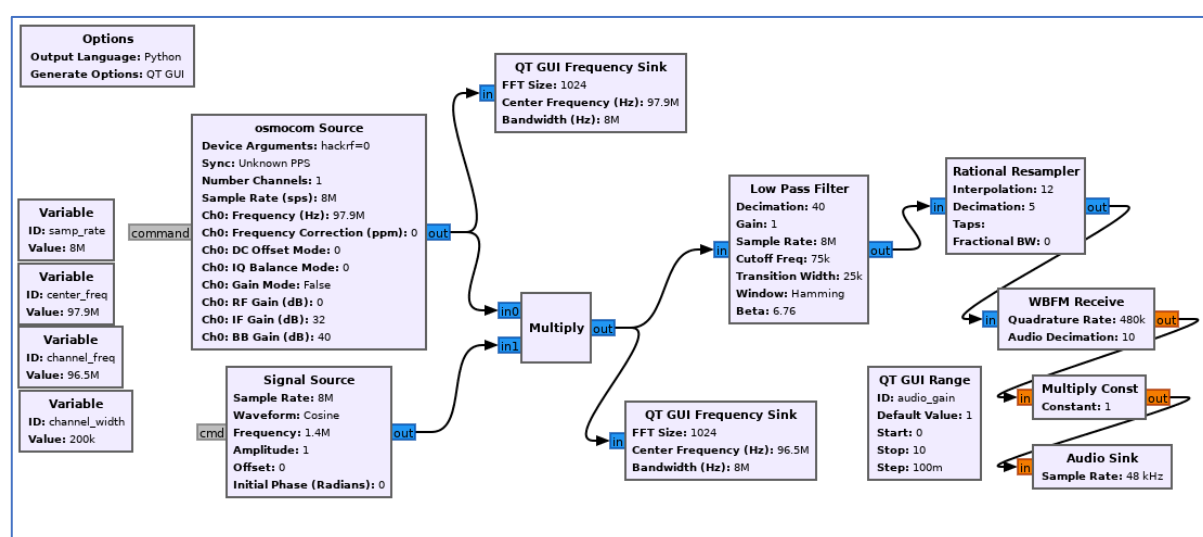 Options
Output Language: Python
Generate Options: QT GUI
QT GUI Frequency Sink
FFT Size: 1024
Center Frequency (Hz): 97.9M
Bandwidth (Hz): 8M
in
osmocom Source
Device Arguments: hackrf=0
Sync: Unknown PPS
Number Channels: 1
Sample Rate (sps): 8M
Ch0: Frequency (Hz): 97.9M
Ch0: Frequency Correction (ppm): 0
Ch0: DC Offset Mode: 0
Ch0: IQ Balance Mode: 0
Ch0: Gain Mode: False
Ch0: RF Gain (dB): 0
Ch0: IF Gain (dB): 32
Ch0: BB Gain (dB): 40
command
out
Variable
ID: samp_rate
Value: 8M
Variable
ID: center_freq
Value: 97.9M
Variable
ID: channel_freq
Value: 96.5M
Variable
ID: channel_width
Value: 200k
Signal Source
Sample Rate: 8M
Waveform: Cosine
Frequency: 1.4M
Amplitude: 1
Offset: 0
Initial Phase (Radians): 0
cmd
out
in0
in1
Multiply
out
QT GUI Frequency Sink
FFT Size: 1024
Center Frequency (Hz): 96.5M
Bandwidth (Hz): 8M
in
Low Pass Filter
Decimation: 40
Gain: 1
Sample Rate: 8M
Cutoff Freq: 75k
Transition Width: 25k
Window: Hamming
Beta: 6.76
in
out
Rational Resampler
Interpolation: 12
Decimation: 5
Taps:
Fractional BW: 0
in
out
WBFM Receive
Quadrature Rate: 480k
Audio Decimation: 10
in
out
QT GUI Range
ID: audio_gain
Default Value: 1
Start: 0
Stop: 10
Step: 100m
Multiply Const
Constant: 1
in
out
Audio Sink
Sample Rate: 48 kHz
in